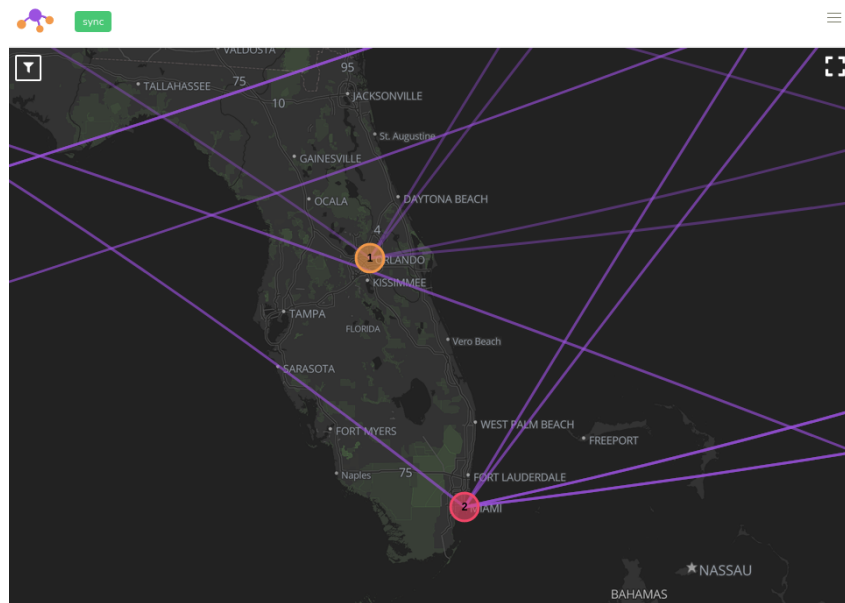 sync
VALDOSTA
95
75
TALLAHASSEE
JACKSONVILLE
10
St. Augustine
GAINESVILLE
OCALA
DAYTONA BEACH
4
1
ORLANDO
KISSIMMEE
TAMPA
FLORIDA
Vero Beach
SARASOTA
WEST PALM BEACH
FORT MYERS
FREEPORT
Naples
75
FORT LAUDERDALE
2
MIAMI
NASSAU
BAHAMAS